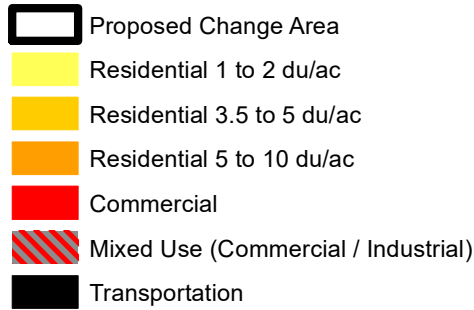 Proposed Change Area
Residential 1 to 2 du/ac
Residential 3.5 to 5 du/ac
Residential 5 to 10 du/ac
Commercial
Mixed Use (Commercial / Industrial)
Transportation